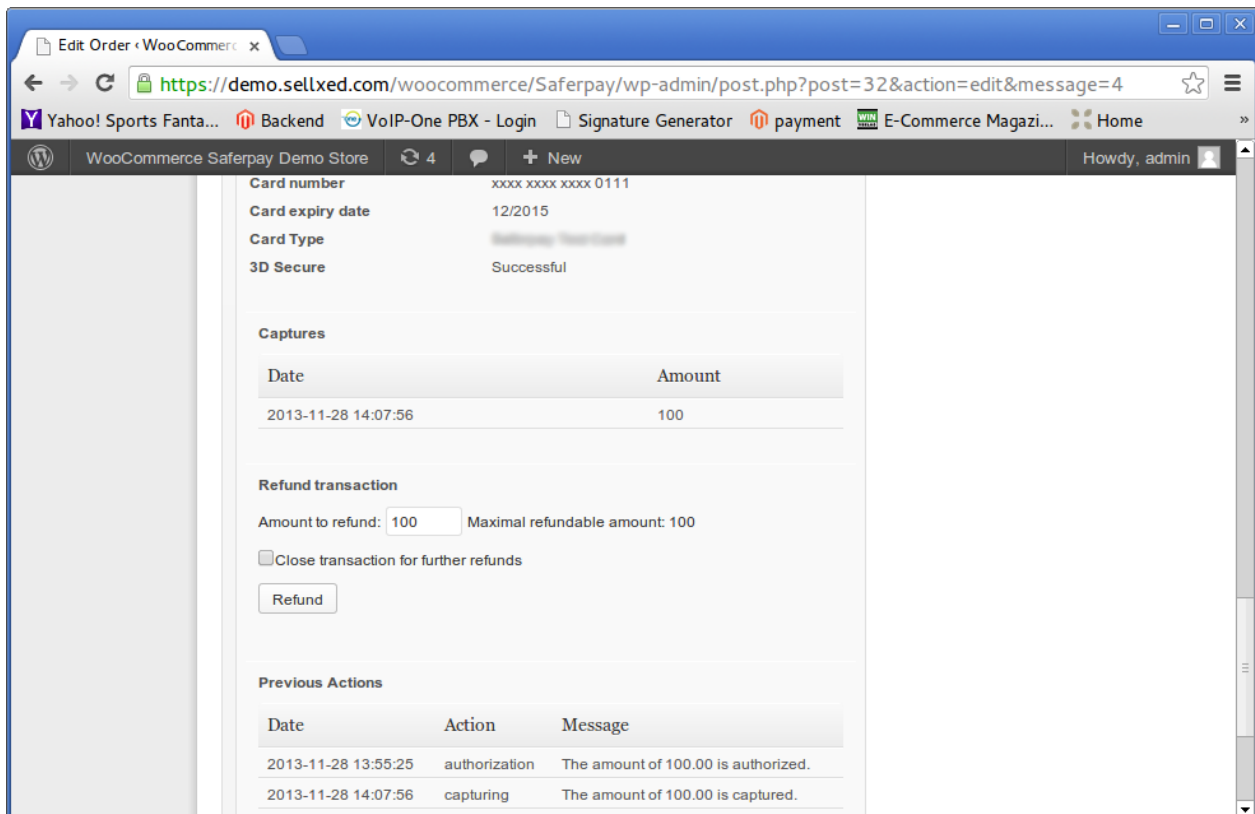 Edit Order ‹ WooCommerc
https://demo.sellxed.com/woocommerce/Saferpay/wp-admin/post.php?post=32&action=edit&message=4
Yahoo! Sports Fanta... Backend VoIP-One PBX - Login Signature Generator payment E-Commerce Magazi... Home »
WooCommerce Saferpay Demo Store 4 + New Howdy, admin
Card number xxxx xxxx xxxx 0111
Card expiry date 12/2015
Card Type
3D Secure Successful
Captures
Date Amount
2013-11-28 14:07:56 100
Refund transaction
Amount to refund: 100 Maximal refundable amount: 100
Close transaction for further refunds
Refund
Previous Actions
Date Action Message
2013-11-28 13:55:25 authorization The amount of 100.00 is authorized.
2013-11-28 14:07:56 capturing The amount of 100.00 is captured.